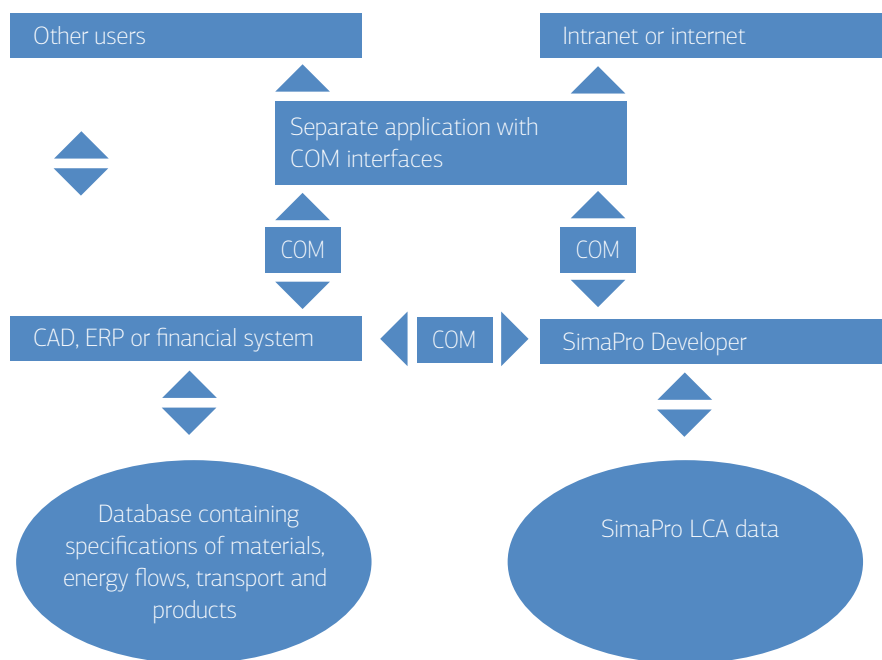 Other users
Intranet or internet
Separate application with
COM interfaces
COM
COM
CAD, ERP or financial system
COM
SimaPro Developer
Database containing
specifications of materials,
energy flows, transport and
products
SimaPro LCA data